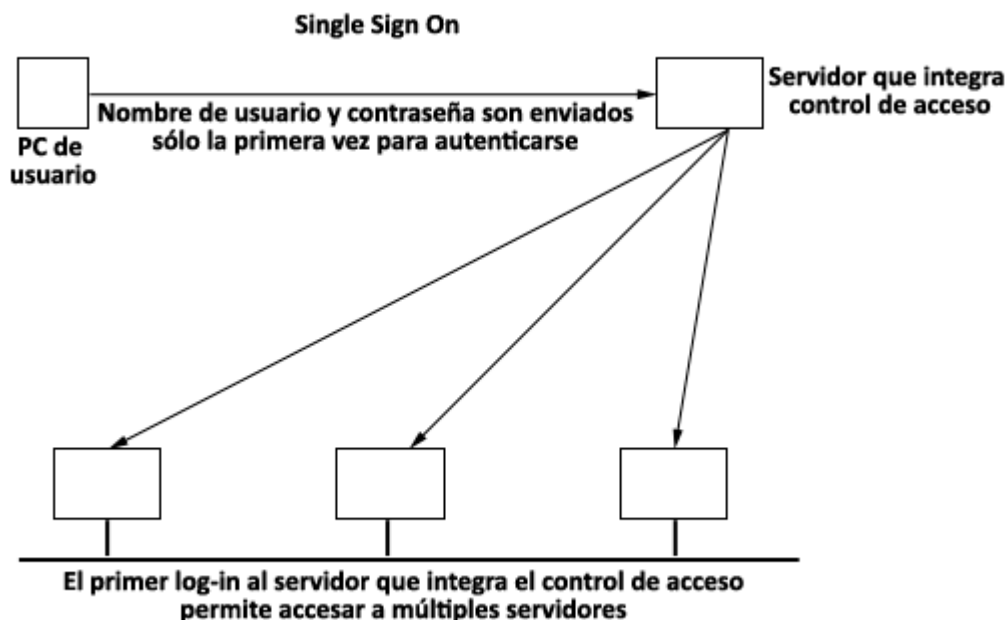 Single Sign On
Servidor que integra
control de acceso
Nombre de usuario y contraseña son enviados
sólo la primera vez para autenticarse
PC de
usuario
El primer log-in al servidor que integra el control de acceso
permite accesar a múltiples servidores